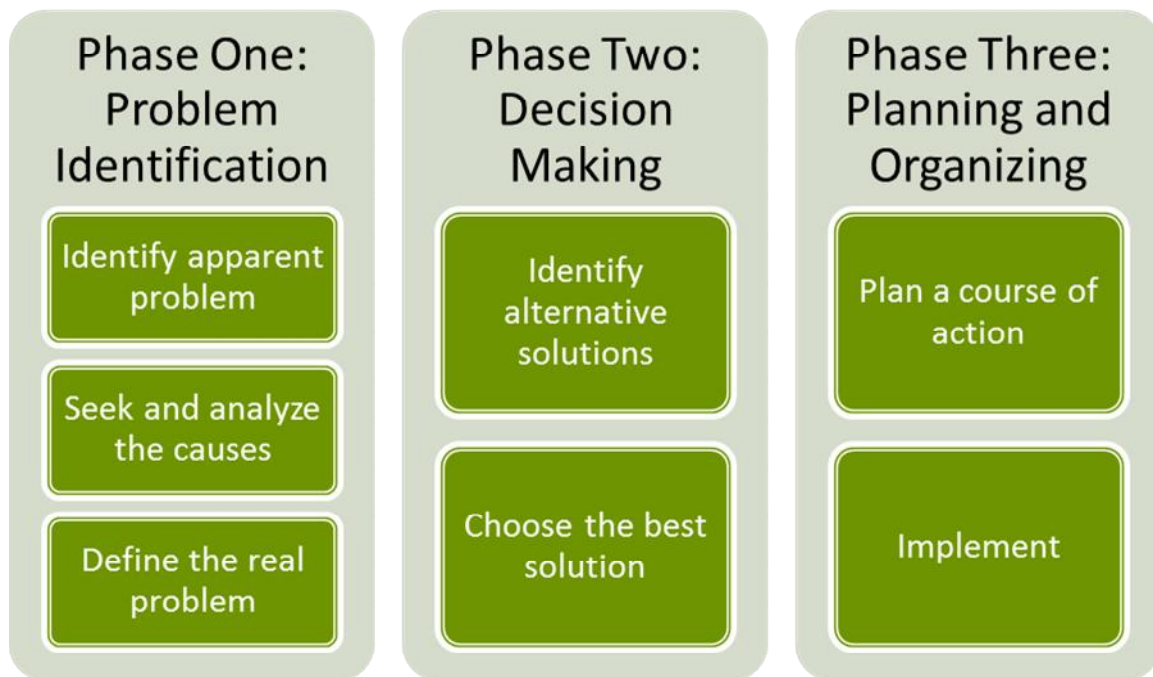 Phase One:
Problem
Identification
Identify apparent
problem
Seek and analyze
the causes
Define the real
problem
Phase Two:
Decision
Making
Identify
alternative
solutions
Choose the best
solution
Phase Three:
Planning and
Organizing
Plan a course of
action
Implement